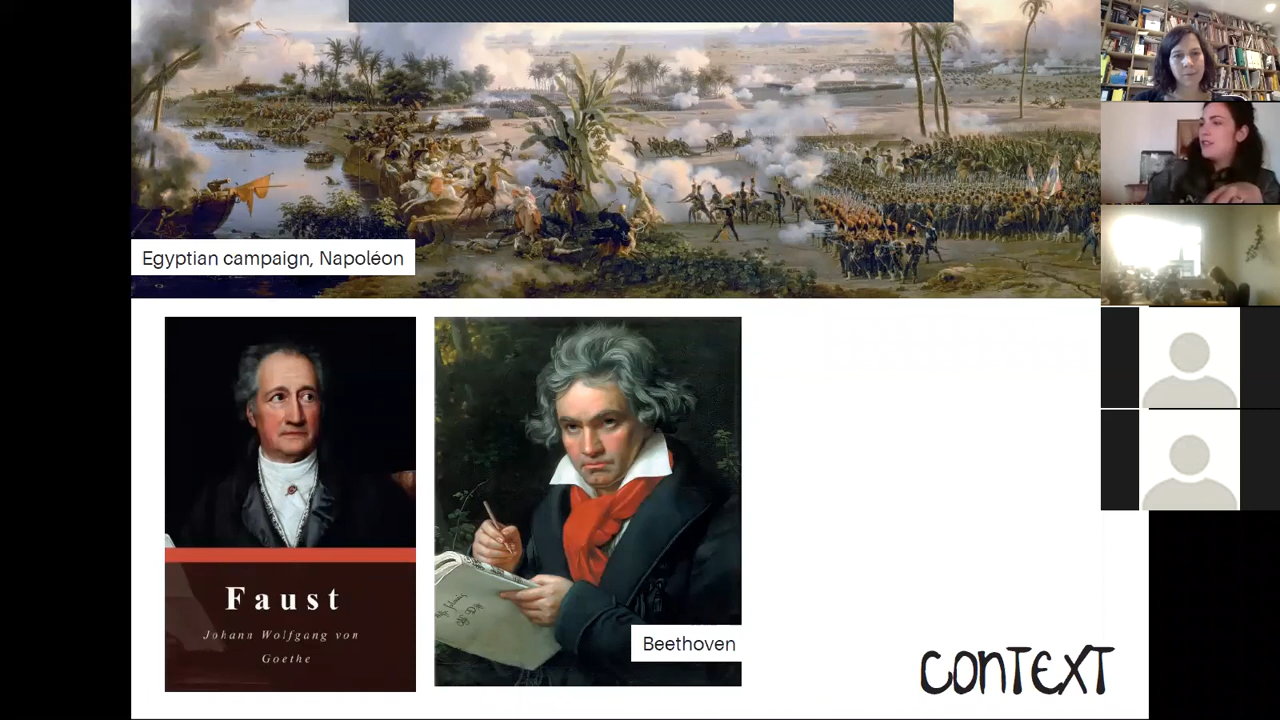 Egyptian campaign, Napoléon
Faust
Johann Wolfgang von
Goethe
Beethoven
CONTEXT